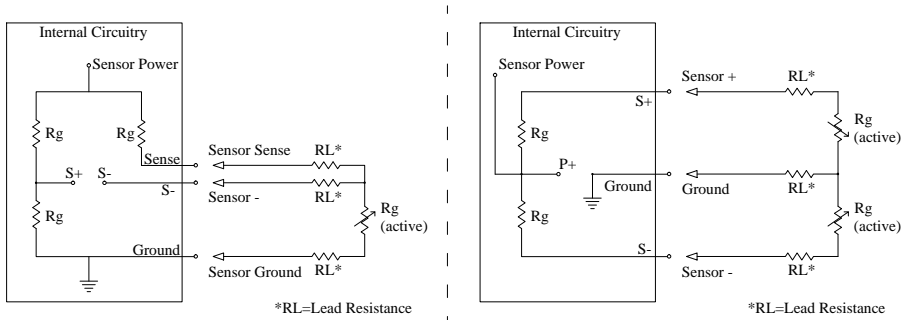 Internal Circuitry
Sensor Power
Rg
Rg
Sense
Sensor Sense
RL*
S+
S-
S-
Sensor -
RL*
Rg
Rg
(active)
Ground
Sensor Ground
RL*
*RL=Lead Resistance
Internal Circuitry
Sensor Power
Sensor +
RL*
S+
Rg
Rg
(active)
P+
Ground
Ground
RL*
Rg
Rg
(active)
S-
Sensor -
RL*
*RL=Lead Resistance